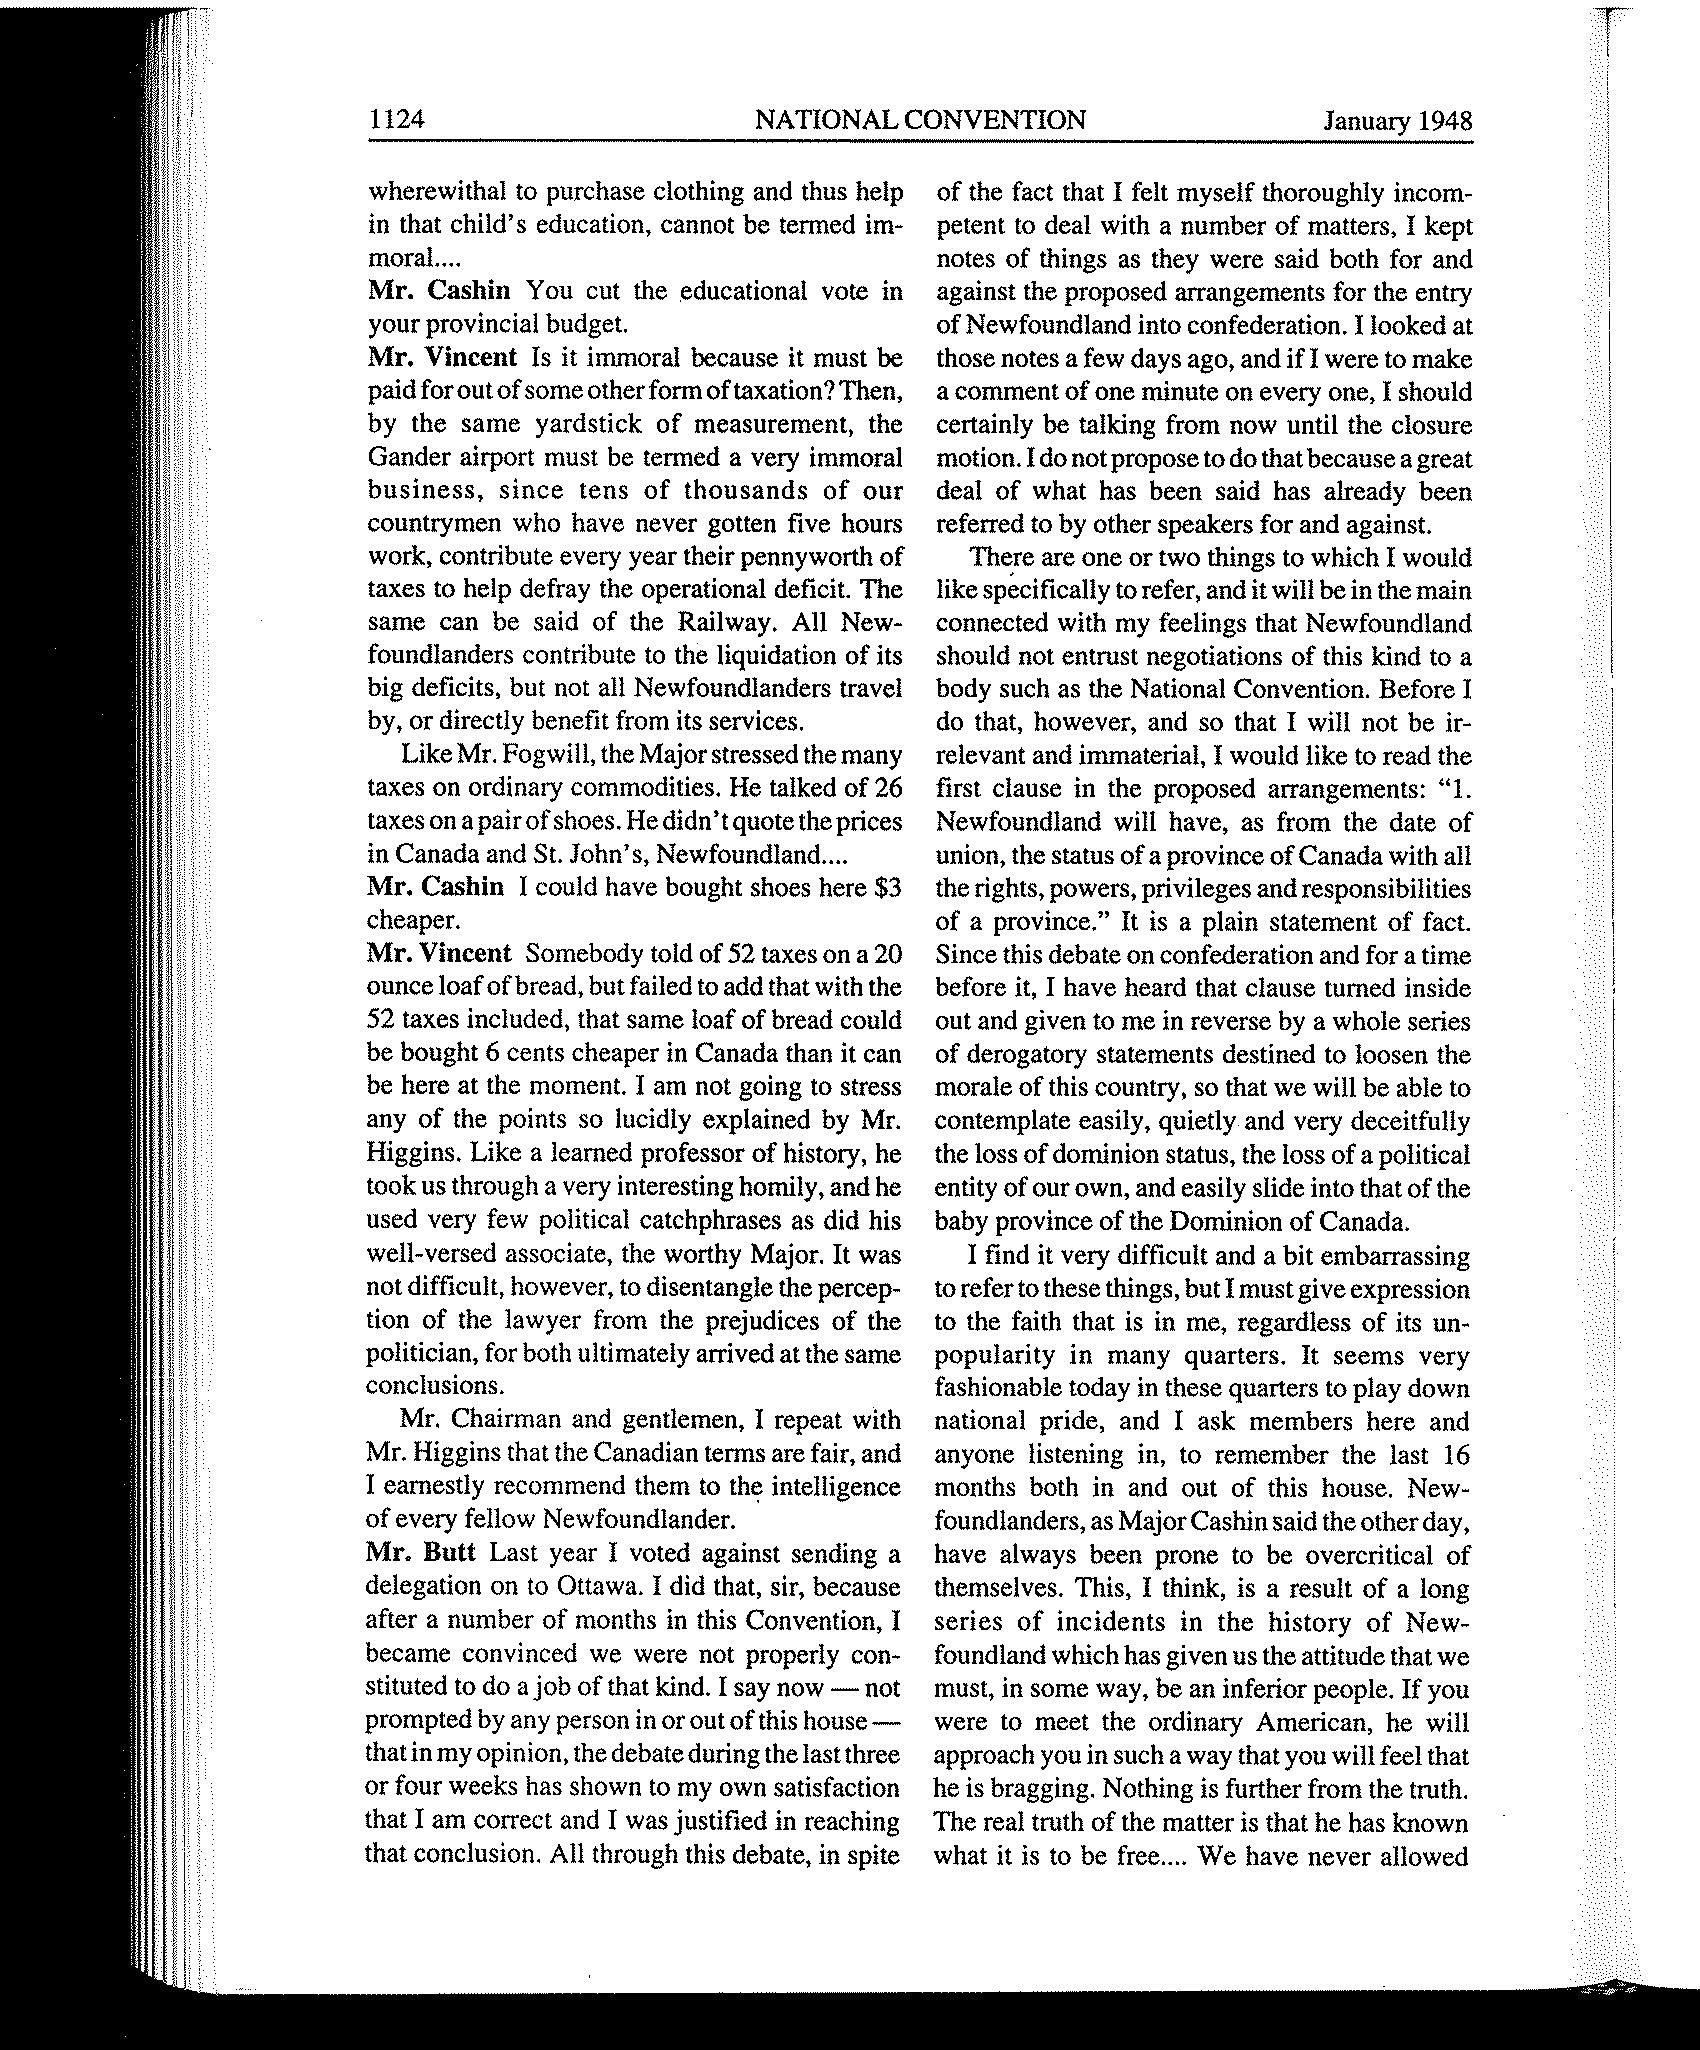 1124 NATIONAL CONVENTION January 1948
wherewithal to purchase clothing and thus help
in that child's education, cannot be termed im-
moral....
Mr. Cashin You cut the educational vote in
your provincial budget.
Mr. Vincent Is it immoral because it must be
paid for out of some other form of taxation? Then,
by the same yardstick of measurement, the
Gander airport must be termed a very immoral
business, since tens of thousands of our
countrymen who have never gotten five hours
work, contribute every year their pennyworth of
taxes to help defray the operational deficit. The
same can be said of the Railway. All New-
foundlanders contribute to the liquidation of its
big deficits, but not all Newfoundlanders travel
by, or directly benefit from its services.
Like Mr. Fogwill, the Major stressed the many
taxes on ordinary commodities. He talked of 26
taxes on a pair of shoes. He didn't quote the prices
in Canada and St. John's, Newfoundland....
Mr. Cashin I could have bought shoes here $3
cheaper.
Mr. Vincent Somebody told of 52 taxes on a 20
ounce loaf of bread, but failed to add that with the
52 taxes included, that same loaf of bread could
be bought 6 cents cheaper in Canada than it can
be here at the moment. I am not going to stress
any of the points so lucidly explained by Mr.
Higgins. Like a learned professor of history, he
took us through a very interesting homily, and he
used very few political catchphrases as did his
well-versed associate, the worthy Major. It was
not difficult, however, to disentangle the percep-
tion of the lawyer from the prejudices of the
politician, for both ultimately arrived at the same
conclusions.
Mr. Chairman and gentlemen, I repeat with
Mr. Higgins that the Canadian terms are fair, and
I earnestly recommend them to the intelligence
of every fellow Newfoundlander.
Mr. Butt Last year I voted against sending a
delegation on to Ottawa. I did that, sir, because
after a number of months in this Convention, I
became convinced we were not properly con-
stituted to do a job of that kind. I say now — not
prompted by any person in or out of this house —
that in my opinion, the debate during the last three
or four weeks has shown to my own satisfaction
that I am correct and I was justified in reaching
that conclusion. All through this debate, in spite
of the fact that I felt myself thoroughly incom-
petent to deal with a number of matters, I kept
notes of things as they were said both for and
against the proposed arrangements for the entry
of Newfoundland into confederation. I looked at
those notes a few days ago, and if I were to make
a comment of one minute on every one, I should
certainly be talking from now until the closure
motion. I do not propose to do that because a great
deal of what has been said has already been
referred to by other speakers for and against.
There are one or two things to which I would
like specifically to refer, and it will be in the main
connected with my feelings that Newfoundland
should not entrust negotiations of this kind to a
body such as the National Convention. Before I
do that, however, and so that I will not be ir-
relevant and immaterial, I would like to read the
first clause in the proposed arrangements: "1.
Newfoundland will have, as from the date of
union, the status of a province of Canada with all
the rights, powers, privileges and responsibilities
of a province." It is a plain statement of fact.
Since this debate on confederation and for a time
before it, I have heard that clause turned inside
out and given to me in reverse by a whole series
of derogatory statements destined to loosen the
morale of this country, so that we will be able to
contemplate easily, quietly and very deceitfully
the loss of dominion status, the loss of a political
entity of our own, and easily slide into that of the
baby province of the Dominion of Canada.
I find it very difficult and a bit embarrassing
to refer to these things, but I must give expression
to the faith that is in me, regardless of its un-
popularity in many quarters. It seems very
fashionable today in these quarters to play down
national pride, and I ask members here and
anyone listening in, to remember the last 16
months both in and out of this house. New-
foundlanders, as Major Cashin said the other day,
have always been prone to be overcritical of
themselves. This, I think, is a result of a long
series of incidents in the history of New-
foundland which has given us the attitude that we
must, in some way, be an inferior people. If you
were to meet the ordinary American, he will
approach you in such a way that you will feel that
he is bragging. Nothing is further from the truth.
The real truth of the matter is that he has known
what it is to be free.... We have never allowed